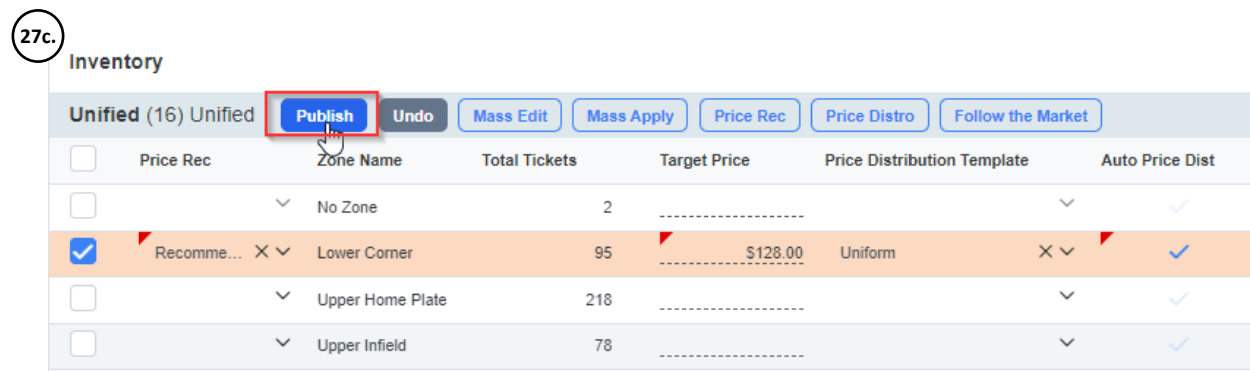 27c.
Inventory
Unified (16) Unified Publish Undo Mass Edit Mass Apply Price Rec Price Distro Follow the Market
Price Rec Zone Name Total Tickets Target Price Price Distribution Template Auto Price Dist
No Zone 2
Recomme... Lower Corner 95 $128.00 Uniform
Upper Home Plate 218
Upper Infield 78